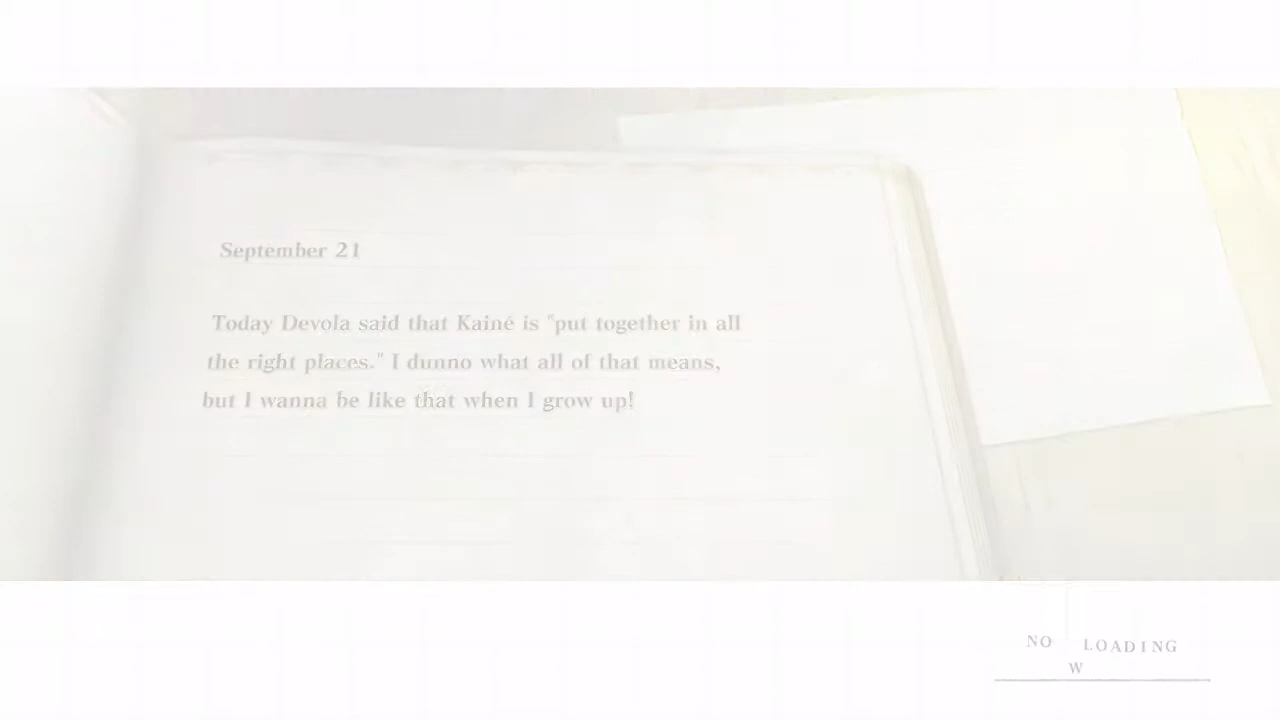 September 21
Today Devola said that Kainé is "put together in all
the right places." I dunno what all of that means,
but I wanna be like that when I grow up!
NO LOADING
W